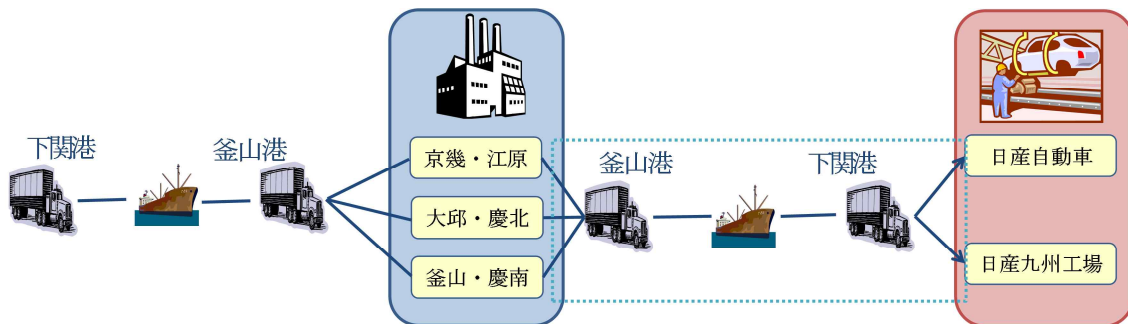 下関港
釜山港
京幾・江原
大邱・慶北
釜山・慶南
釜山港
下関港
日産自動車
日産九州工場